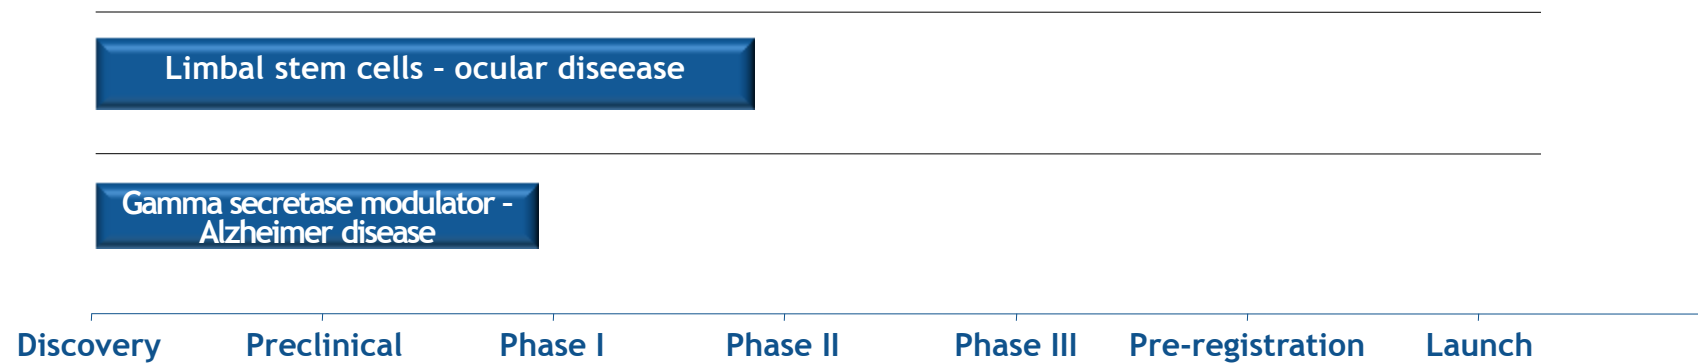 Limbal stem cells – ocular diseease
Gamma secretase modulator –
Alzheimer disease
Discovery Preclinical Phase I Phase II Phase III Pre-registration Launch